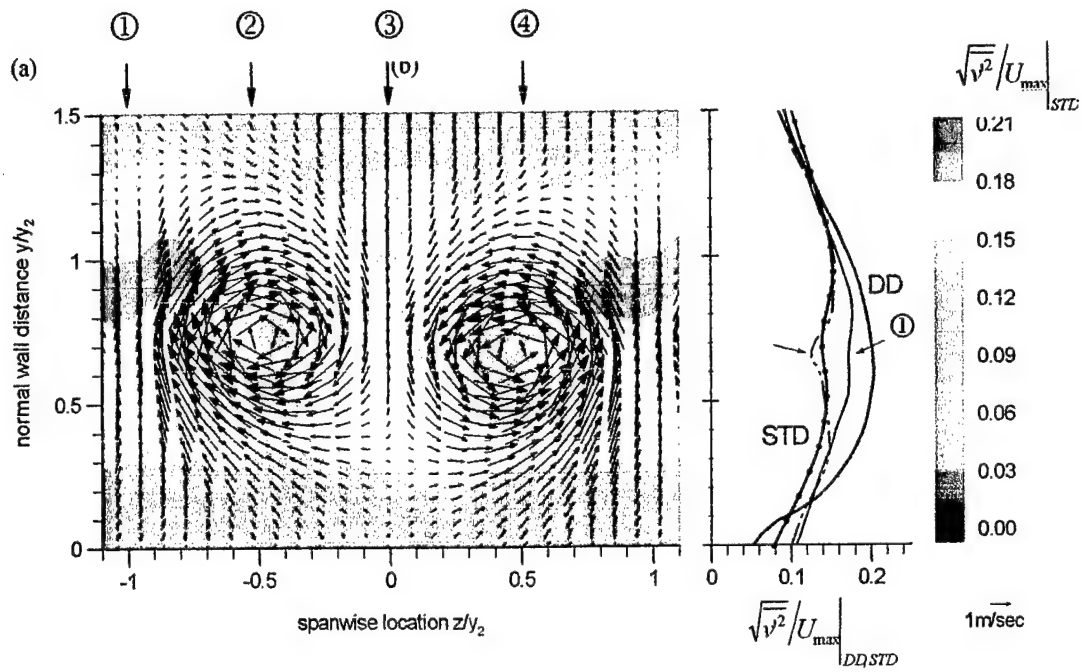 ① ② ③ ④
(a) (b)
√v'² / U_max |STD
normal wall distance y/y₂
1.5
1
0.5
0
-1 -0.5 0 0.5 1
spanwise location z/y₂
DD
①
STD
0 0.1 0.2
√v'² / U_max |DD,STD
0.21
0.18
0.15
0.12
0.09
0.06
0.03
0.00
1m/sec